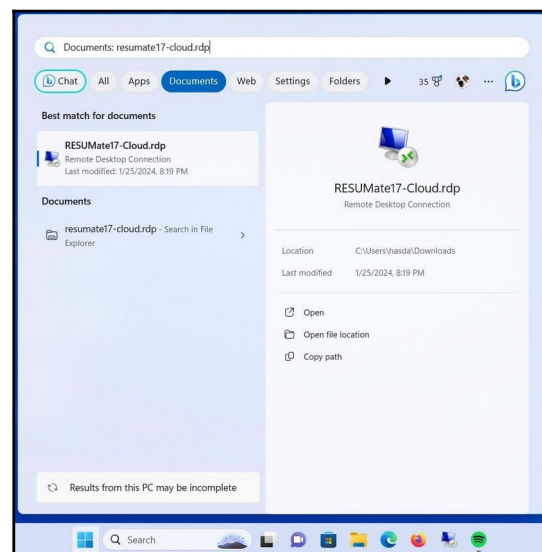 Documents: resumate17-cloud.rdp
Chat All Apps Documents Web Settings Folders 35 ...
Best match for documents
RESUMate17-Cloud.rdp
Remote Desktop Connection
Last modified: 1/25/2024, 8:19 PM
Documents
resumate17-cloud.rdp - Search in File
Explorer
Results from this PC may be incomplete
RESUMate17-Cloud.rdp
Remote Desktop Connection
Location C:\Users\hasda\Downloads
Last modified 1/25/2024, 8:19 PM
Open
Open file location
Copy path
Search